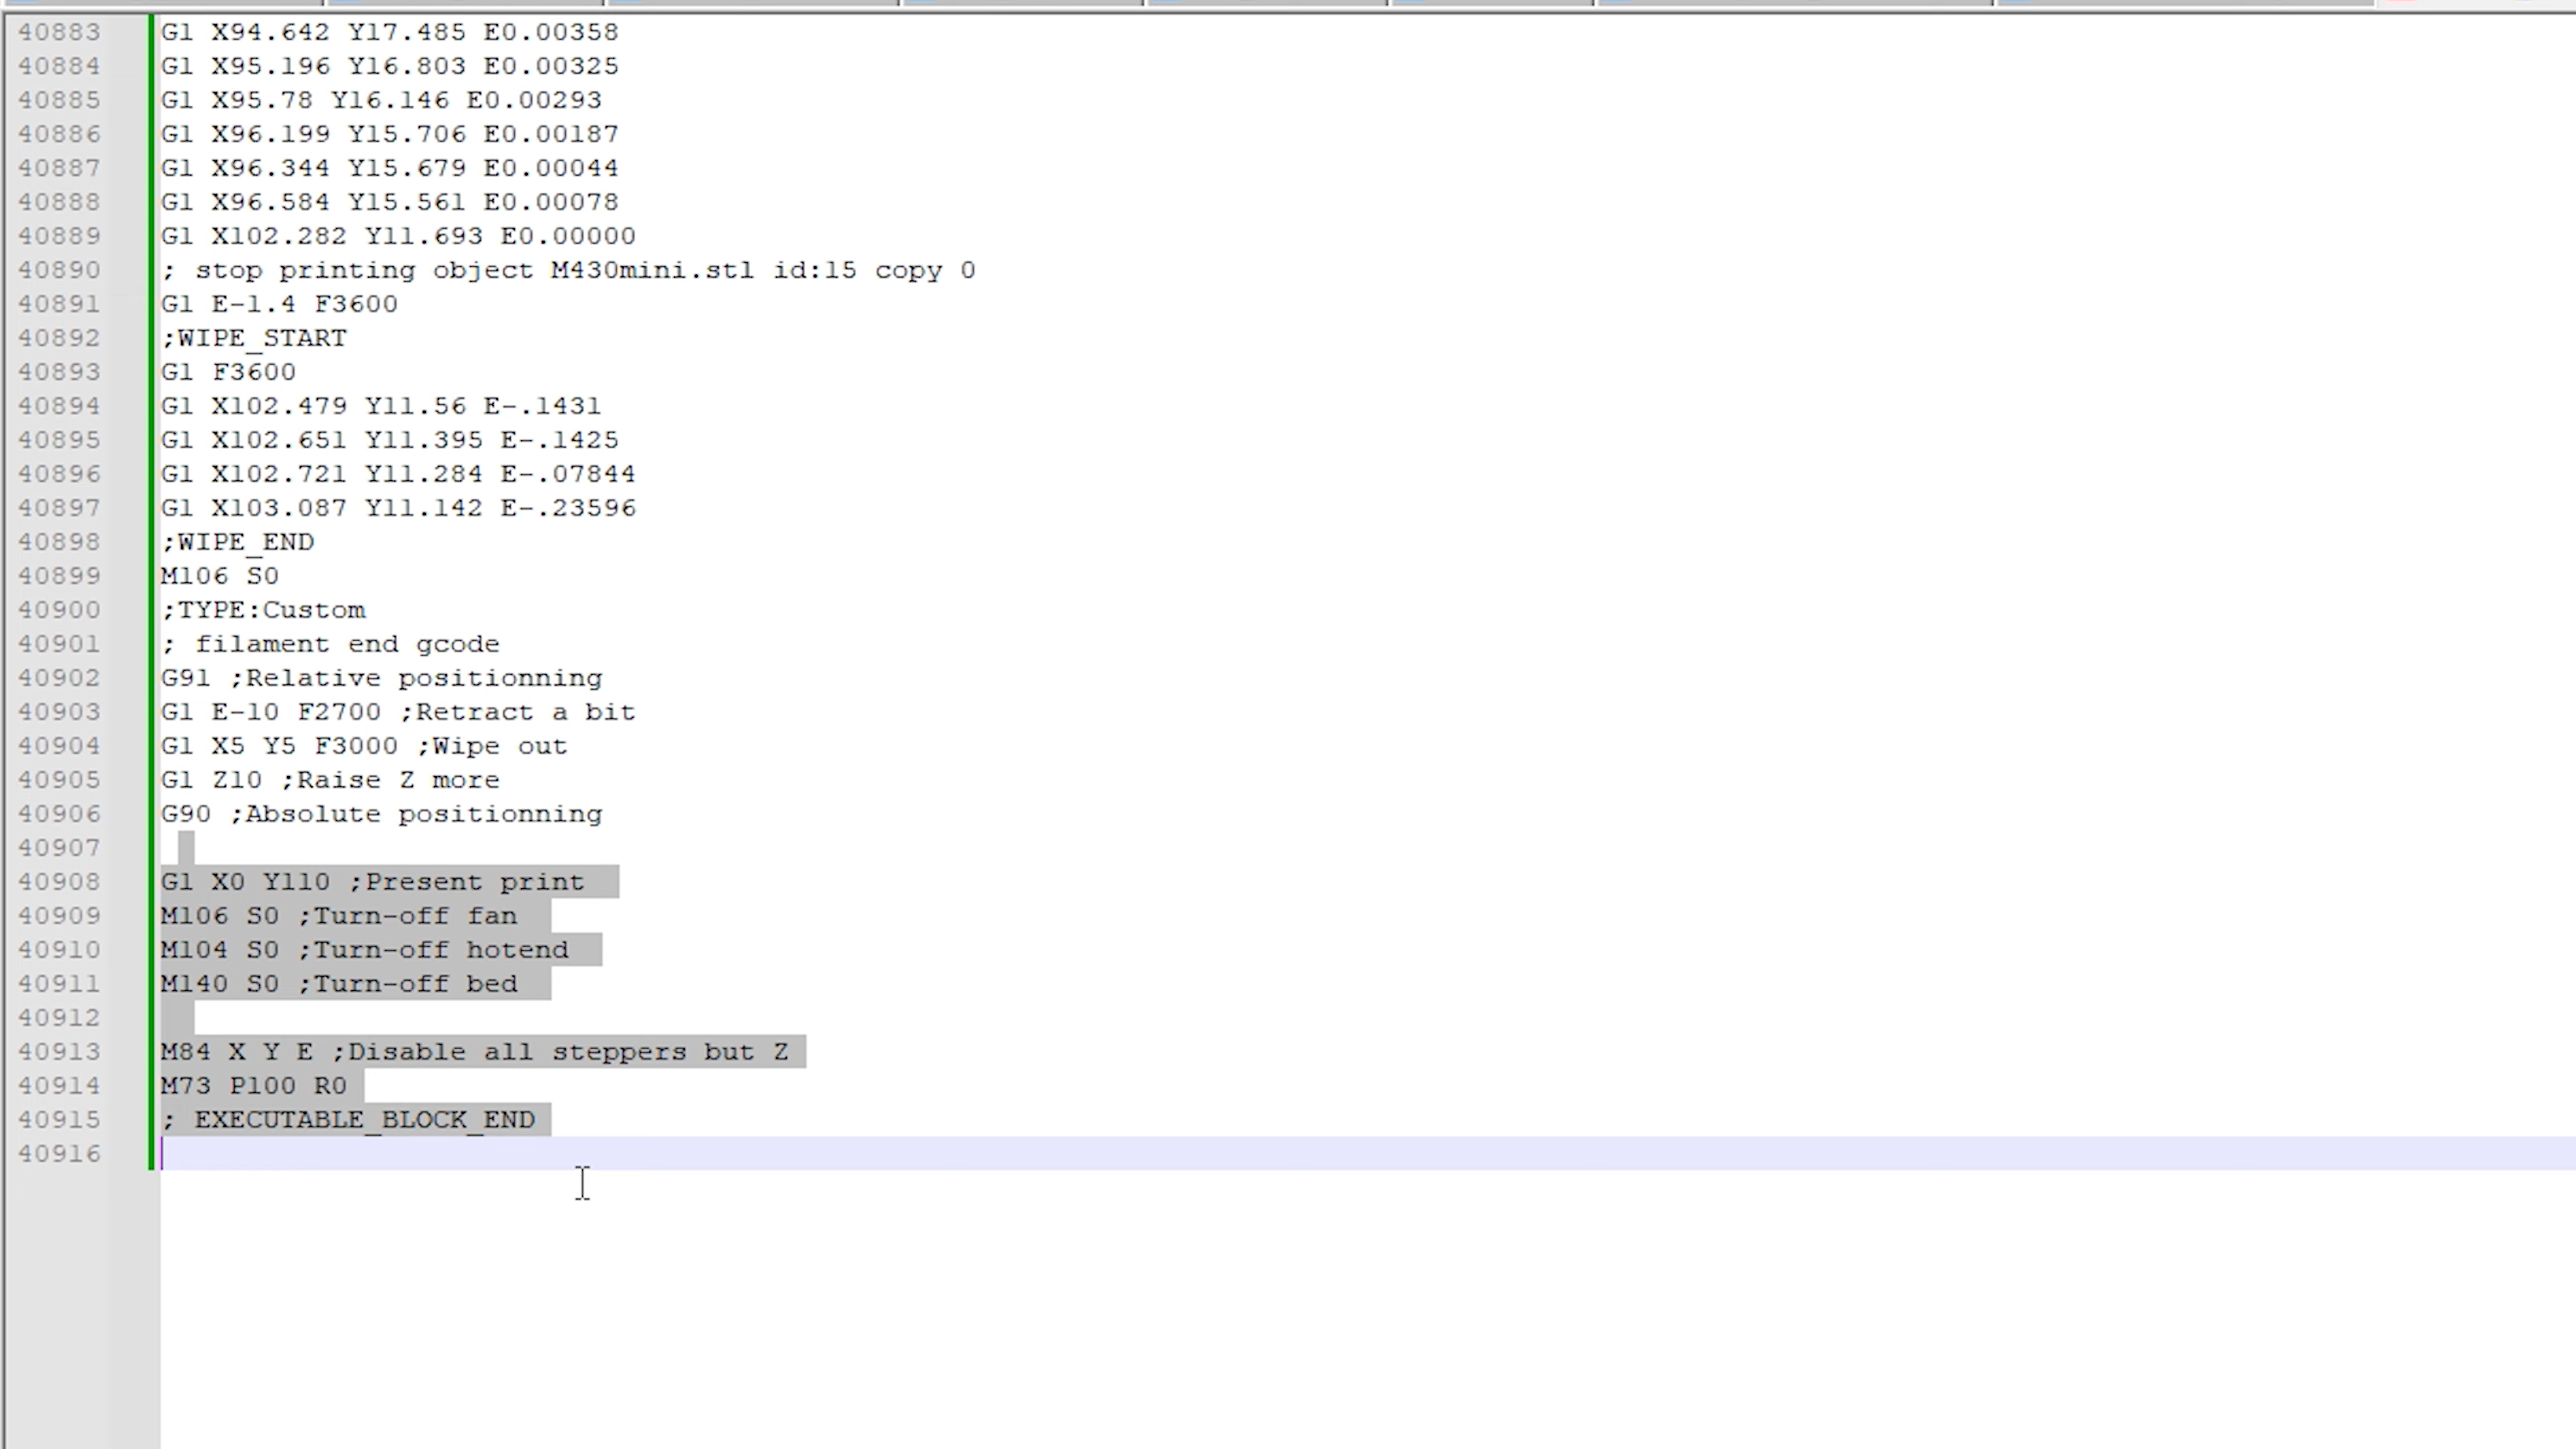 40883 G1 X94.642 Y17.485 E0.00358
40884 G1 X95.196 Y16.803 E0.00325
40885 G1 X95.78 Y16.146 E0.00293
40886 G1 X96.199 Y15.706 E0.00187
40887 G1 X96.344 Y15.679 E0.00044
40888 G1 X96.584 Y15.561 E0.00078
40889 G1 X102.282 Y11.693 E0.00000
40890 ; stop printing object M430mini.stl id:15 copy 0
40891 G1 E-1.4 F3600
40892 ;WIPE_START
40893 G1 F3600
40894 G1 X102.479 Y11.56 E-.1431
40895 G1 X102.651 Y11.395 E-.1425
40896 G1 X102.721 Y11.284 E-.07844
40897 G1 X103.087 Y11.142 E-.23596
40898 ;WIPE_END
40899 M106 S0
40900 ;TYPE:Custom
40901 ; filament end gcode
40902 G91 ;Relative positionning
40903 G1 E-10 F2700 ;Retract a bit
40904 G1 X5 Y5 F3000 ;Wipe out
40905 G1 Z10 ;Raise Z more
40906 G90 ;Absolute positionning
40907
40908 G1 X0 Y110 ;Present print
40909 M106 S0 ;Turn-off fan
40910 M104 S0 ;Turn-off hotend
40911 M140 S0 ;Turn-off bed
40912
40913 M84 X Y E ;Disable all steppers but Z
40914 M73 P100 R0
40915 ; EXECUTABLE_BLOCK_END
40916